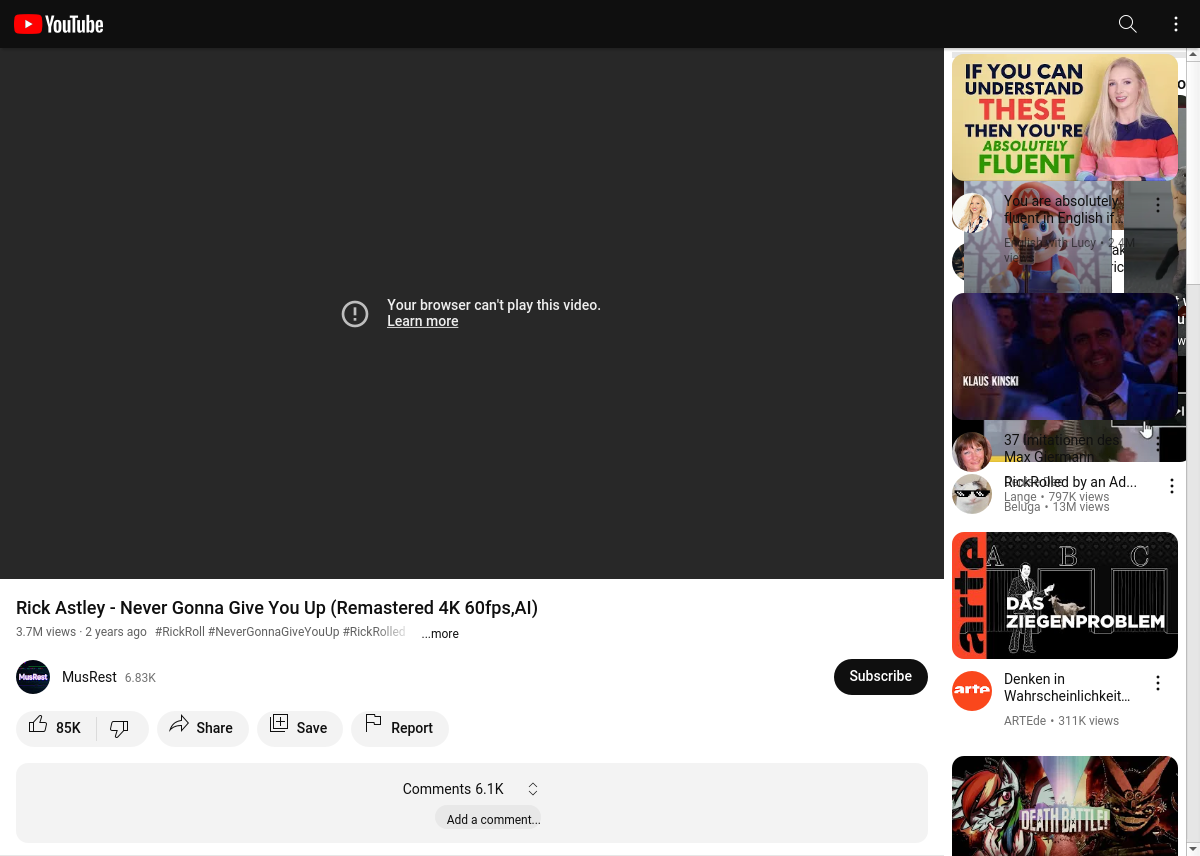 YouTube
Your browser can't play this video.
Learn more
Rick Astley - Never Gonna Give You Up (Remastered 4K 60fps,AI)
3.7M views · 2 years ago #RickRoll #NeverGonnaGiveYouUp #RickRolled
...more
MusRest
MusRest 6.83K
Subscribe
85K
Share
Save
Report
Comments 6.1K
Add a comment...
IF YOU CAN
UNDERSTAND
THESE
THEN YOU'RE
ABSOLUTELY
FLUENT
You are absolutely
fluent in English if...
English with Lucy • 2.4M
views
KLAUS KINSKI
37 Imitationen des
Max Giermann
RickRolled by an Ad...
Lange • 797K views
Beluga • 13M views
arte
A B C
DAS
ZIEGENPROBLEM
arte
Denken in
Wahrscheinlichkeit...
ARTEde • 311K views
DEATH BATTLE!